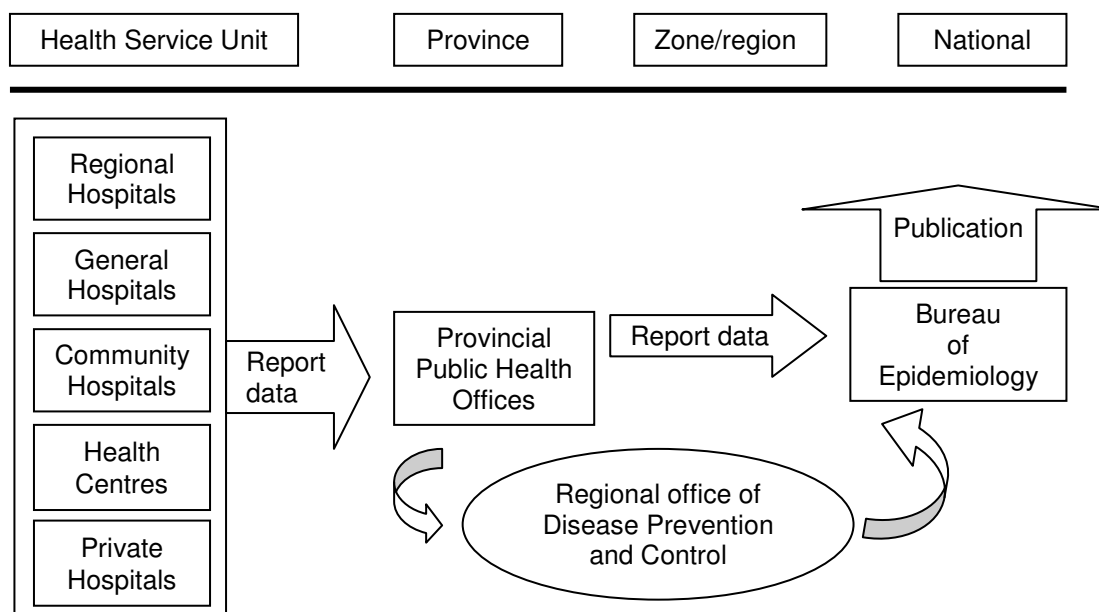 Health Service Unit
Province
Zone/region
National
Regional
Hospitals
General
Hospitals
Community
Hospitals
Health
Centres
Private
Hospitals
Report
data
Provincial
Public Health
Offices
Report data
Regional office of
Disease Prevention
and Control
Publication
Bureau
of
Epidemiology